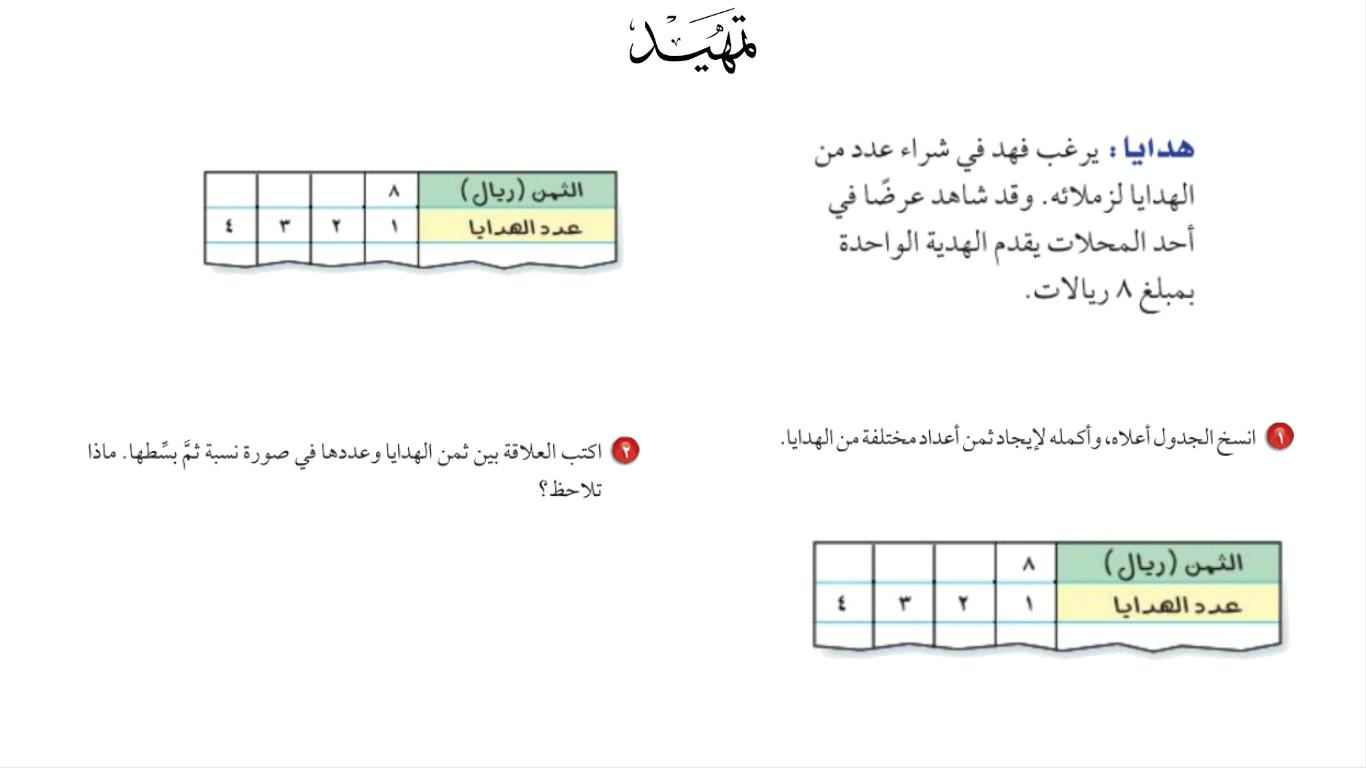 تمهيد
هدايا: يرغب فهد في شراء عدد من
الهدايا لزملائه. وقد شاهد عرضًا في
أحد المحلات يقدم الهدية الواحدة
بمبلغ ٨ ريالات.
الثمن (ريال) ٨
عدد الهدايا ١ ٢ ٣ ٤
١ انسخ الجدول أعلاه، وأكمله لإيجاد ثمن أعداد مختلفة من الهدايا.
الثمن (ريال) ٨
عدد الهدايا ١ ٢ ٣ ٤
٢ اكتب العلاقة بين ثمن الهدايا وعددها في صورة نسبة ثمَّ بسِّطها. ماذا
تلاحظ؟